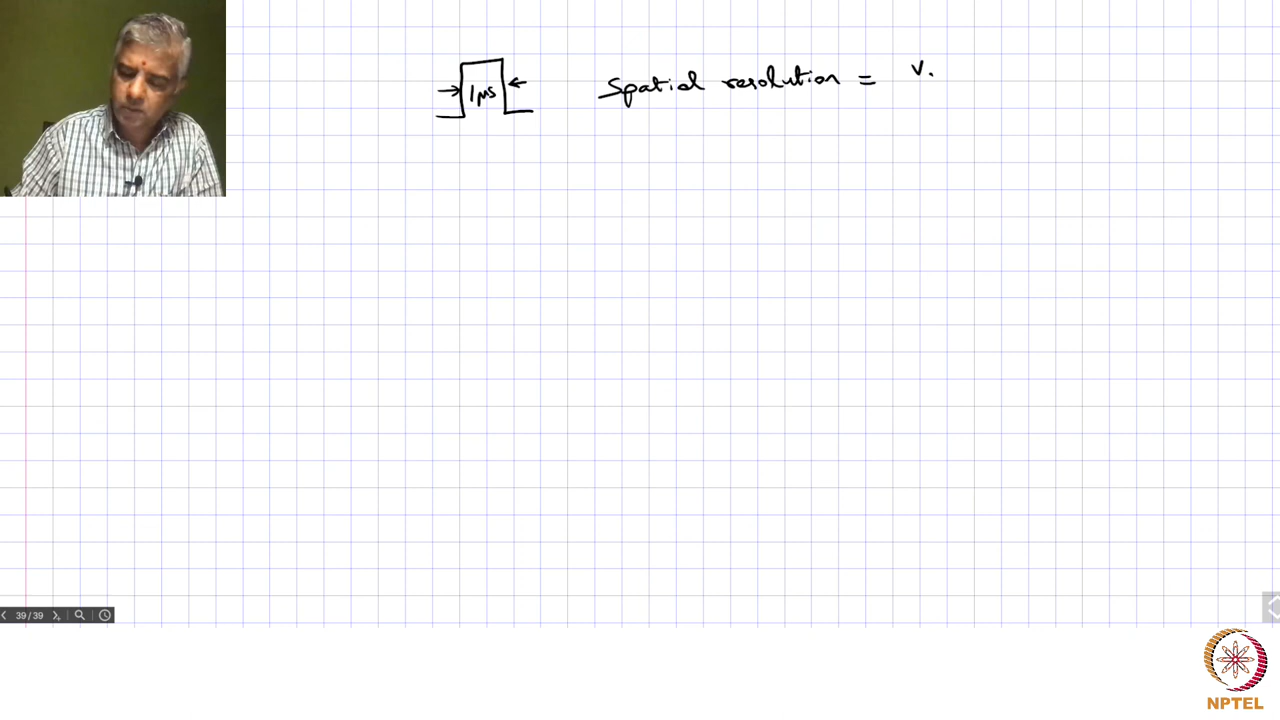 1μs Spatial resolution = v.
39/39
NPTEL